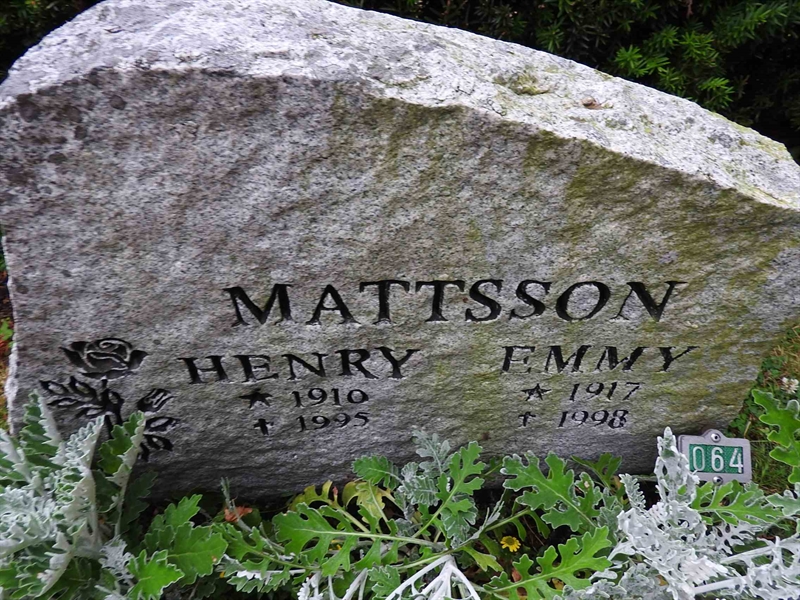 MATTSSON
HENRY EMMY
★ 1910 ★ 1917
✝ 1995 ✝ 1998
064